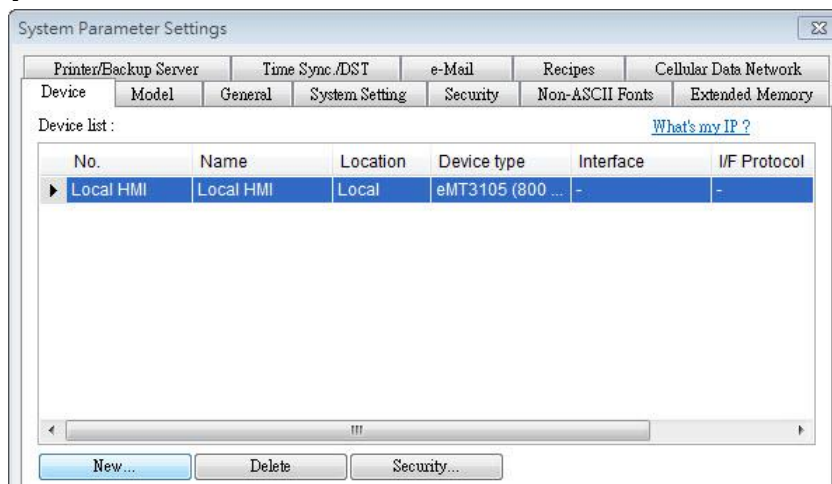 System Parameter Settings
Printer/Backup Server Time Sync./DST e-Mail Recipes Cellular Data Network
Device Model General System Setting Security Non-ASCII Fonts Extended Memory
Device list : What's my IP ?
No. Name Location Device type Interface I/F Protocol
Local HMI Local HMI Local eMT3105 (800 ... - -
New... Delete Security...